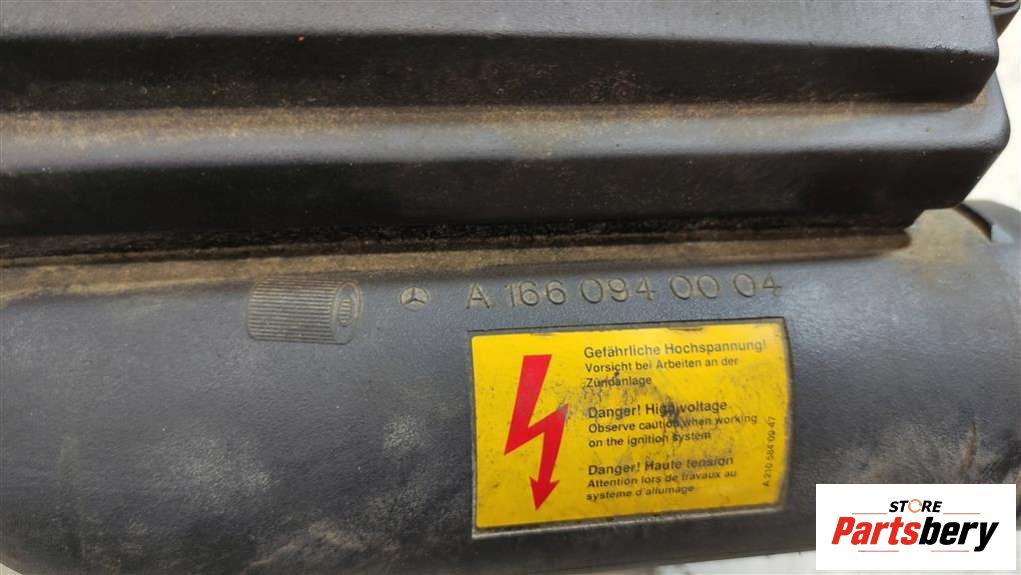 A 166 094 00 04
Gefährliche Hochspannung!
Vorsicht bei Arbeiten an der
Zündanlage
Danger! High voltage
Observe caution when working
on the ignition system
Danger! Haute tension
Attention lors de travaux au
système d'allumage
A 210 584 09 47
STORE
Partsbery